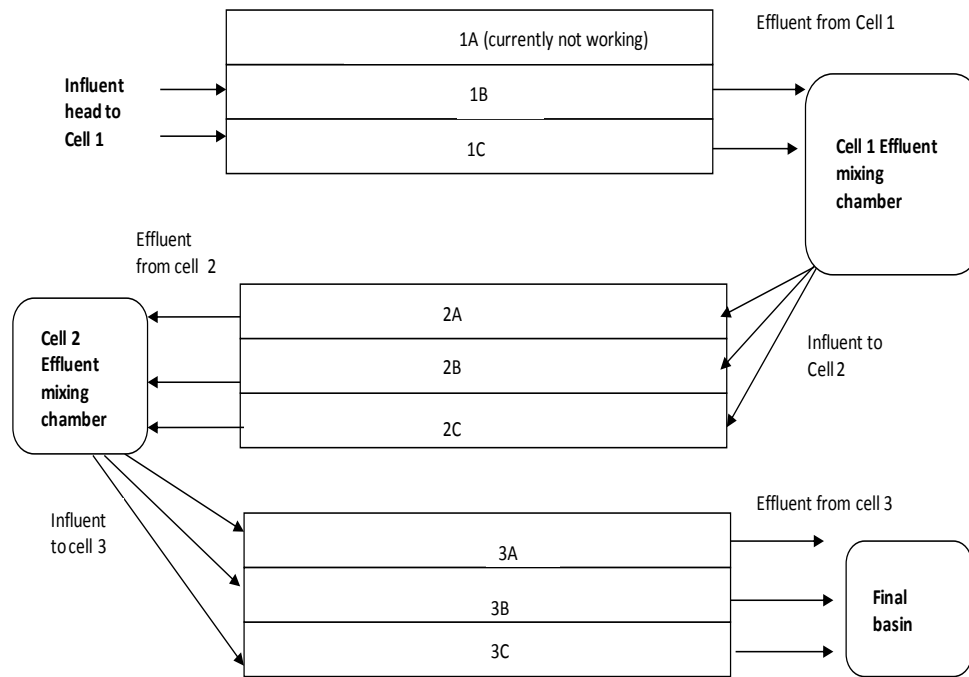 Effluent from Cell 1
1A (currently not working)
Influent
head to
Cell 1
1B
1C
Cell 1 Effluent
mixing
chamber
Effluent
from cell 2
2A
2B
2C
Influent to
Cell 2
Cell 2
Effluent
mixing
chamber
Influent
to cell 3
Effluent from cell 3
3A
3B
3C
Final
basin